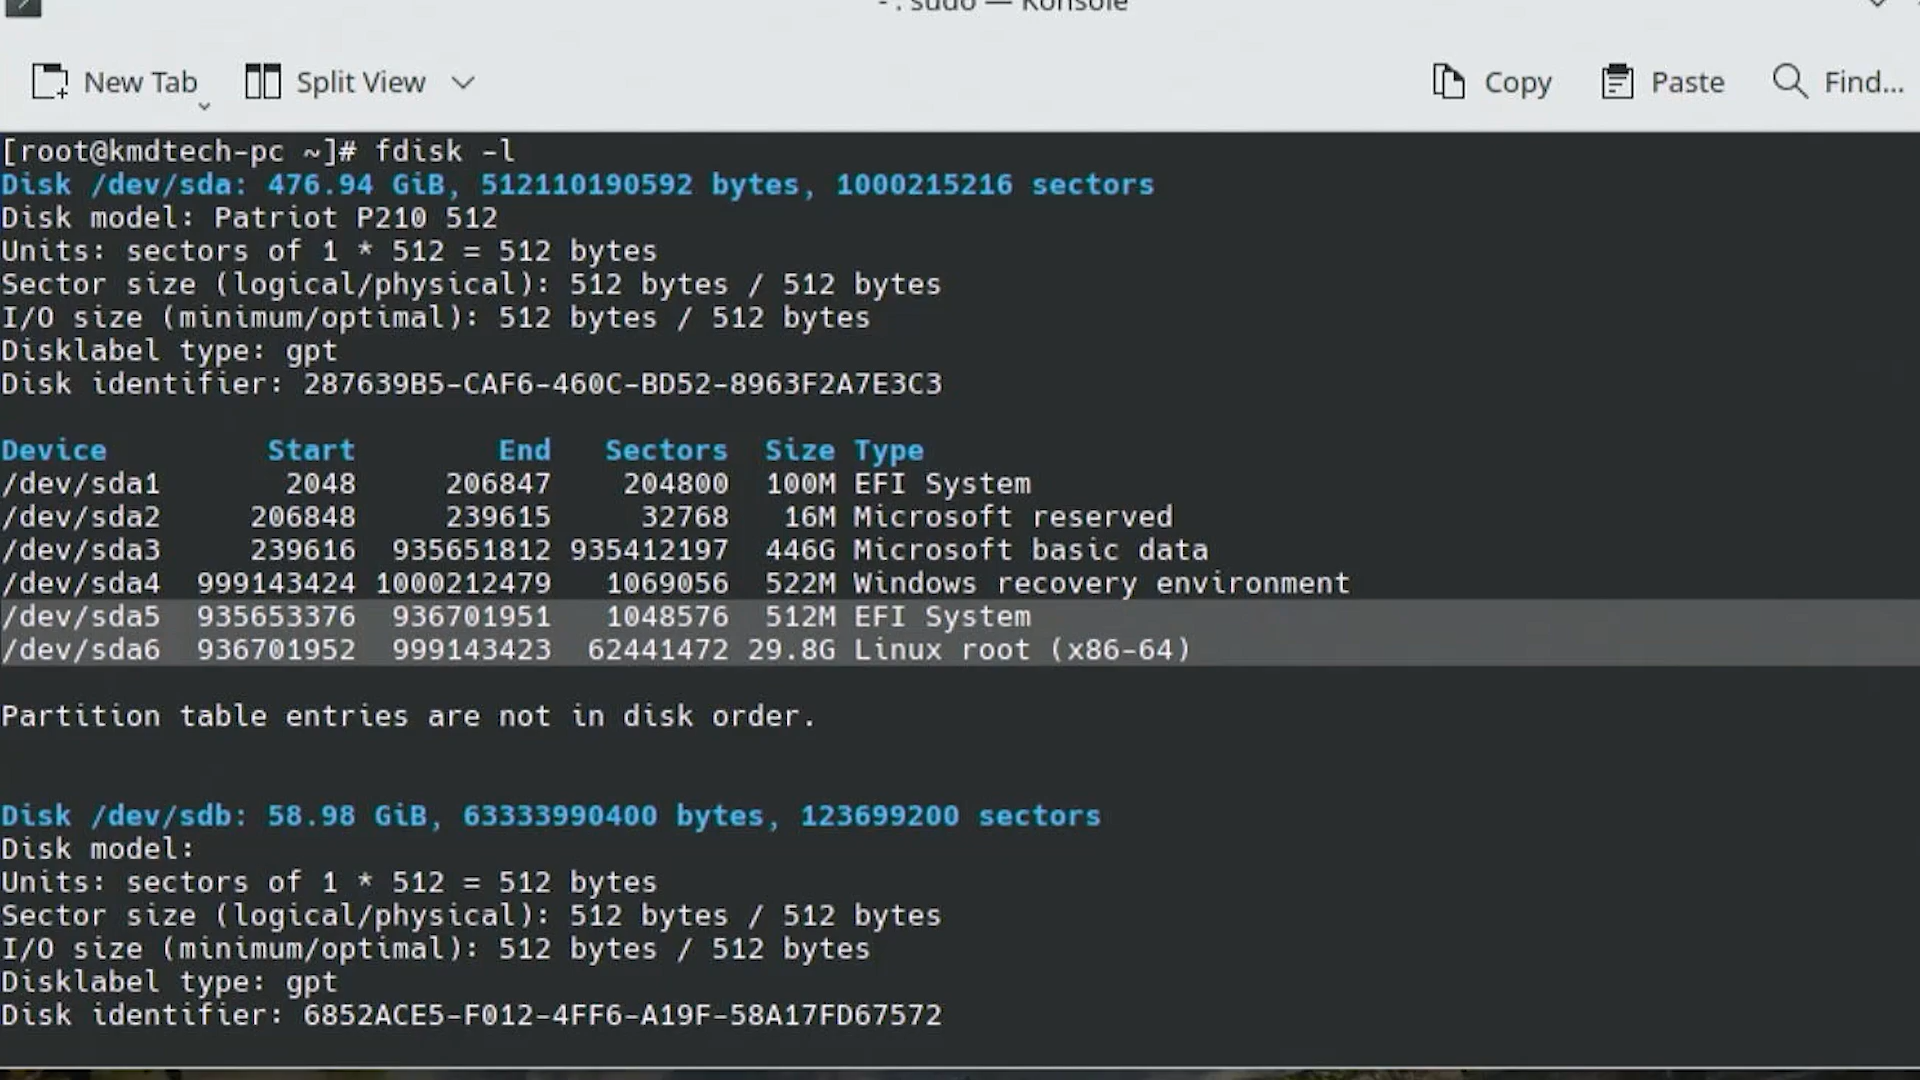 - : sudo — Konsole
New Tab Split View Copy Paste Find...
[root@kmdtech-pc ~]# fdisk -l
Disk /dev/sda: 476.94 GiB, 512110190592 bytes, 1000215216 sectors
Disk model: Patriot P210 512
Units: sectors of 1 * 512 = 512 bytes
Sector size (logical/physical): 512 bytes / 512 bytes
I/O size (minimum/optimal): 512 bytes / 512 bytes
Disklabel type: gpt
Disk identifier: 287639B5-CAF6-460C-BD52-8963F2A7E3C3
Device Start End Sectors Size Type
/dev/sda1 2048 206847 204800 100M EFI System
/dev/sda2 206848 239615 32768 16M Microsoft reserved
/dev/sda3 239616 935651812 935412197 446G Microsoft basic data
/dev/sda4 999143424 1000212479 1069056 522M Windows recovery environment
/dev/sda5 935653376 936701951 1048576 512M EFI System
/dev/sda6 936701952 999143423 62441472 29.8G Linux root (x86-64)
Partition table entries are not in disk order.
Disk /dev/sdb: 58.98 GiB, 63333990400 bytes, 123699200 sectors
Disk model:
Units: sectors of 1 * 512 = 512 bytes
Sector size (logical/physical): 512 bytes / 512 bytes
I/O size (minimum/optimal): 512 bytes / 512 bytes
Disklabel type: gpt
Disk identifier: 6852ACE5-F012-4FF6-A19F-58A17FD67572